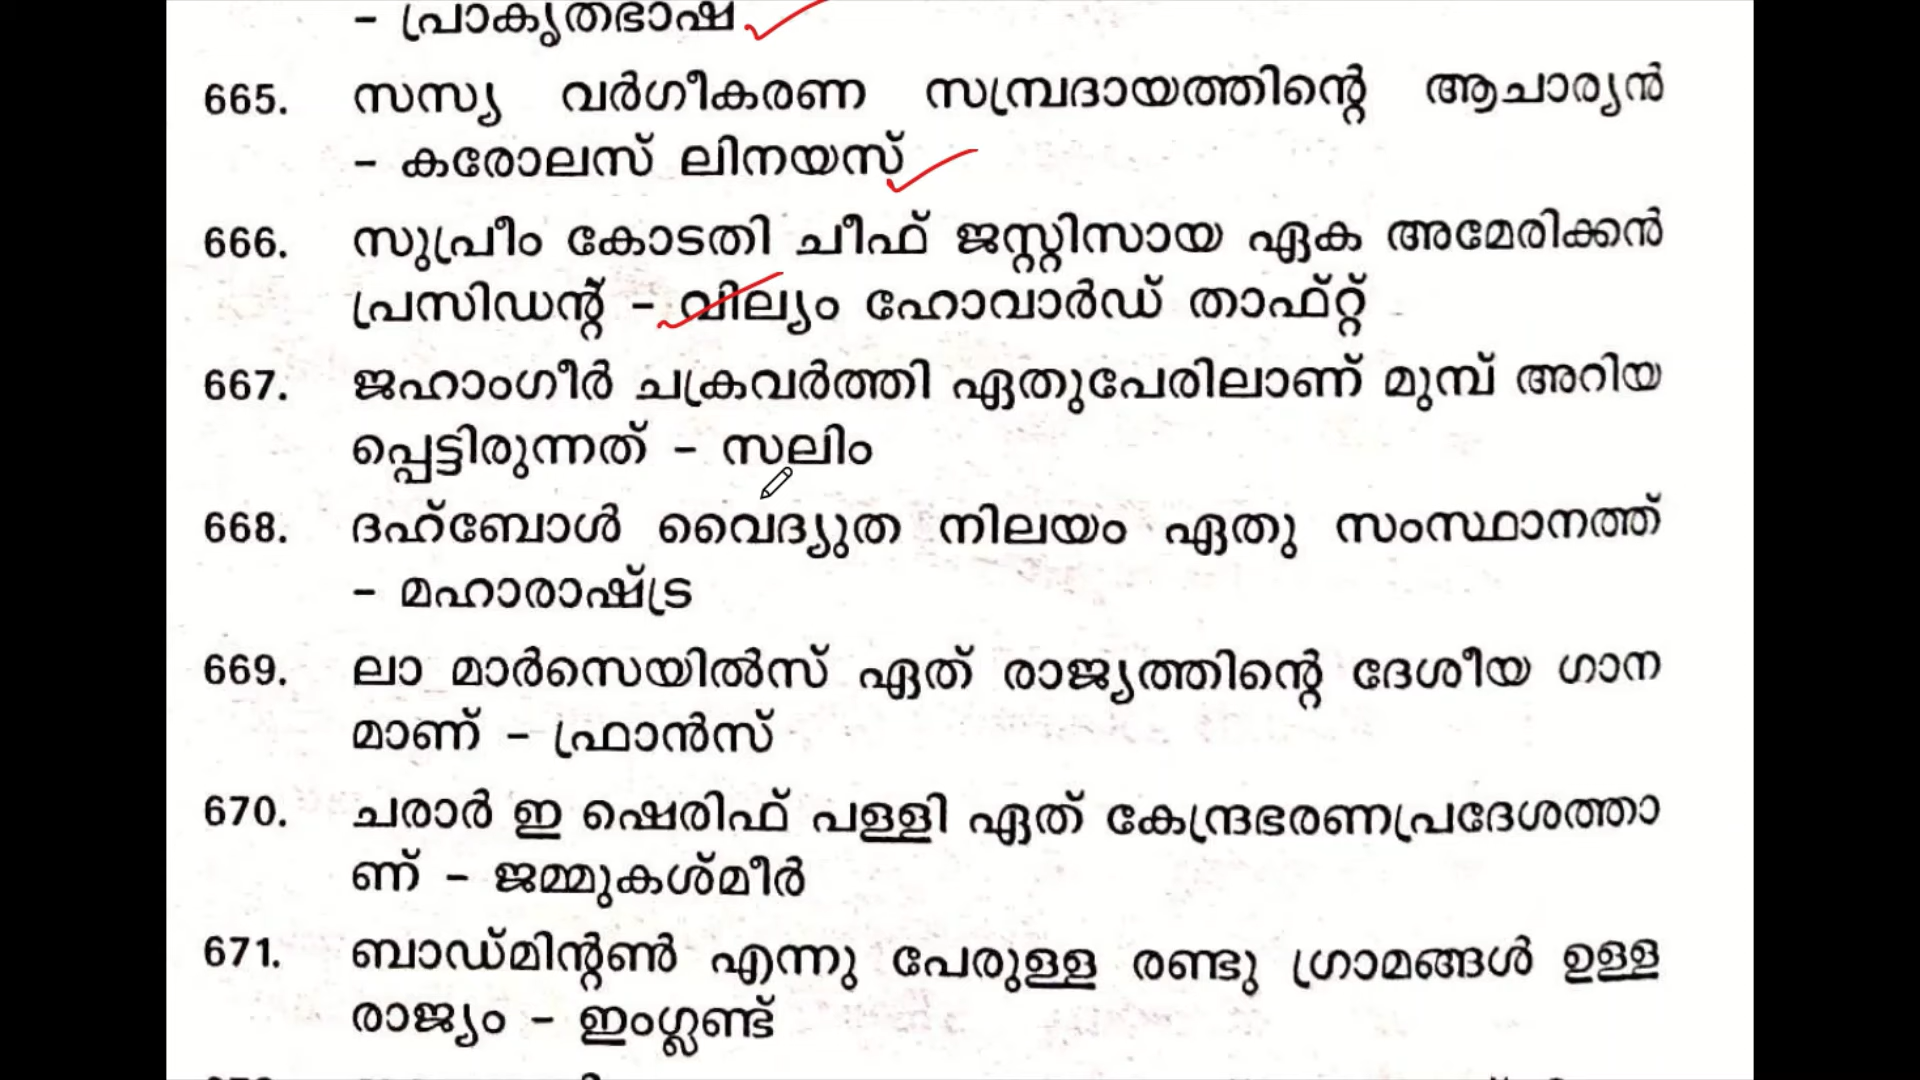 – പ്രാകൃതഭാഷ
665. സസ്യ വർഗീകരണ സമ്പ്രദായത്തിന്റെ ആചാര്യൻ
– കരോലസ് ലിനയസ്
666. സുപ്രീം കോടതി ചീഫ് ജസ്റ്റിസായ ഏക അമേരിക്കൻ
പ്രസിഡന്റ് – വില്യം ഹോവാർഡ് താഫ്റ്റ്
667. ജഹാംഗീർ ചക്രവർത്തി ഏതുപേരിലാണ് മുമ്പ് അറിയ
പ്പെട്ടിരുന്നത് – സലിം
668. ദഹ്ബോൾ വൈദ്യുത നിലയം ഏതു സംസ്ഥാനത്ത്
– മഹാരാഷ്ട്ര
669. ലാ മാർസെയിൽസ് ഏത് രാജ്യത്തിന്റെ ദേശീയ ഗാന
മാണ് – ഫ്രാൻസ്
670. ചരാർ ഇ ഷെരിഫ് പള്ളി ഏത് കേന്ദ്രഭരണപ്രദേശത്താ
ണ് – ജമ്മുകശ്മീർ
671. ബാഡ്മിന്റൺ എന്നു പേരുള്ള രണ്ടു ഗ്രാമങ്ങൾ ഉള്ള
രാജ്യം – ഇംഗ്ലണ്ട്